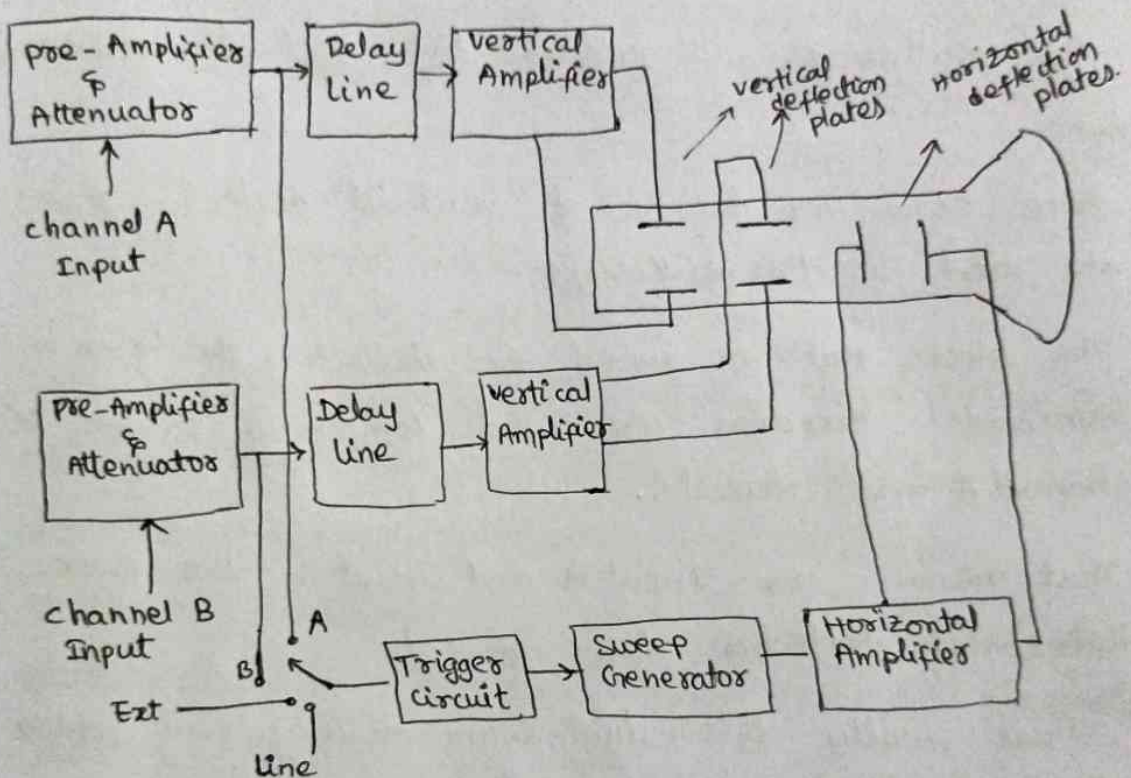 pre-Amplifier
&
Attenuator
Delay
line
vertical
Amplifier
vertical
deflection
plates
Horizontal
deflection
plates.
channel A
Input
pre-Amplifier
&
Attenuator
Delay
line
vertical
Amplifier
channel B
Input
A
B
Ext
line
Trigger
circuit
Sweep
Generator
Horizontal
Amplifier